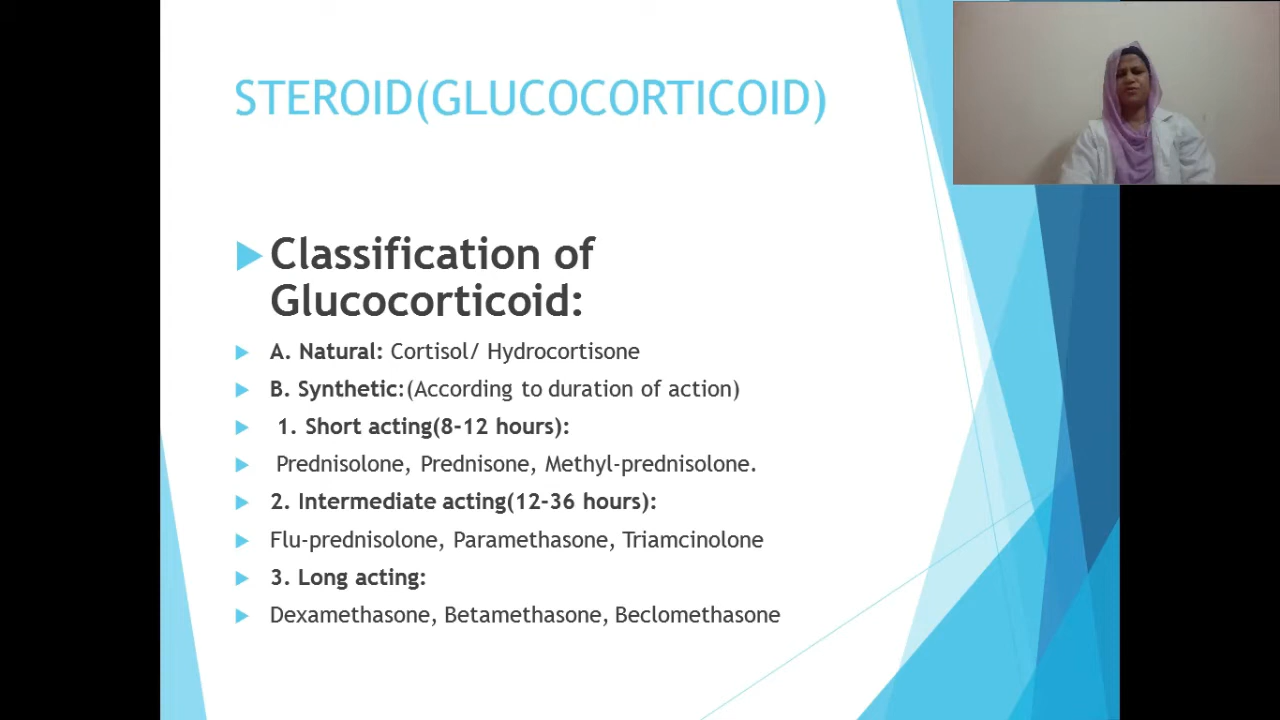 STEROID(GLUCOCORTICOID)
Classification of
Glucocorticoid:
A. Natural: Cortisol/ Hydrocortisone
B. Synthetic:(According to duration of action)
1. Short acting(8-12 hours):
Prednisolone, Prednisone, Methyl-prednisolone.
2. Intermediate acting(12-36 hours):
Flu-prednisolone, Paramethasone, Triamcinolone
3. Long acting:
Dexamethasone, Betamethasone, Beclomethasone